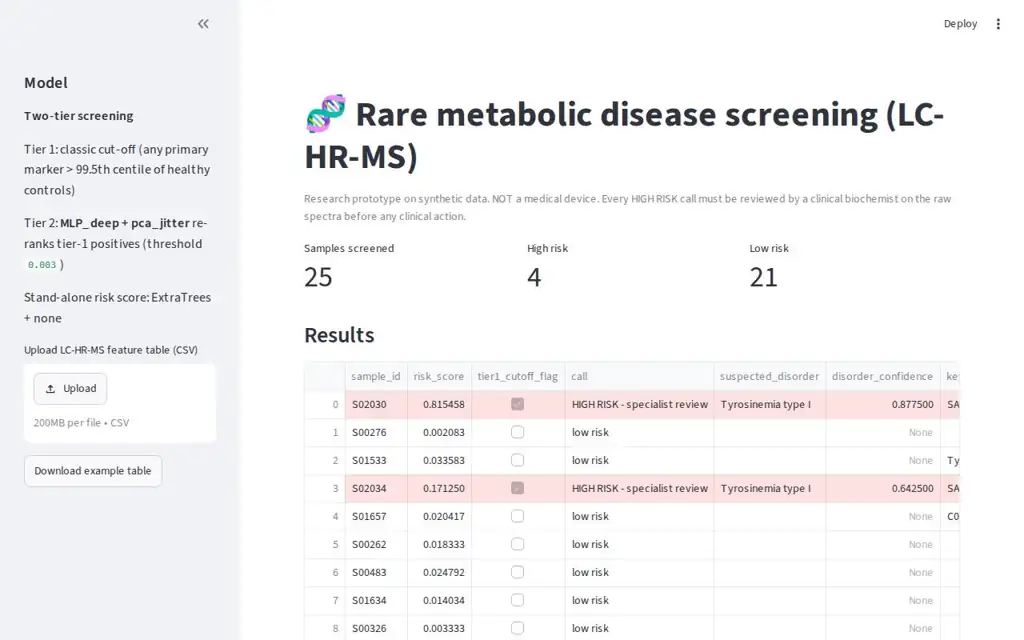 Deploy
Model
Two-tier screening
Tier 1: classic cut-off (any primary
marker > 99.5th centile of healthy
controls)
Tier 2: MLP_deep + pca_jitter re-
ranks tier-1 positives (threshold
0.003 )
Stand-alone risk score: ExtraTrees
+ none
Upload LC-HR-MS feature table (CSV)
Upload
200MB per file • CSV
Download example table
🧬 Rare metabolic disease screening (LC-
HR-MS)
Research prototype on synthetic data. NOT a medical device. Every HIGH RISK call must be reviewed by a clinical biochemist on the raw
spectra before any clinical action.
Samples screened High risk Low risk
25 4 21
Results
sample_id risk_score tier1_cutoff_flag call suspected_disorder disorder_confidence
0 S02030 0.815458 HIGH RISK - specialist review Tyrosinemia type I 0.877500 SA
1 S00276 0.002083 low risk None
2 S01533 0.033583 low risk None Ty
3 S02034 0.171250 HIGH RISK - specialist review Tyrosinemia type I 0.642500 SA
4 S01657 0.020417 low risk None C0
5 S00262 0.018333 low risk None
6 S00483 0.024792 low risk None
7 S01634 0.014034 low risk None
8 S00326 0.003333 low risk None